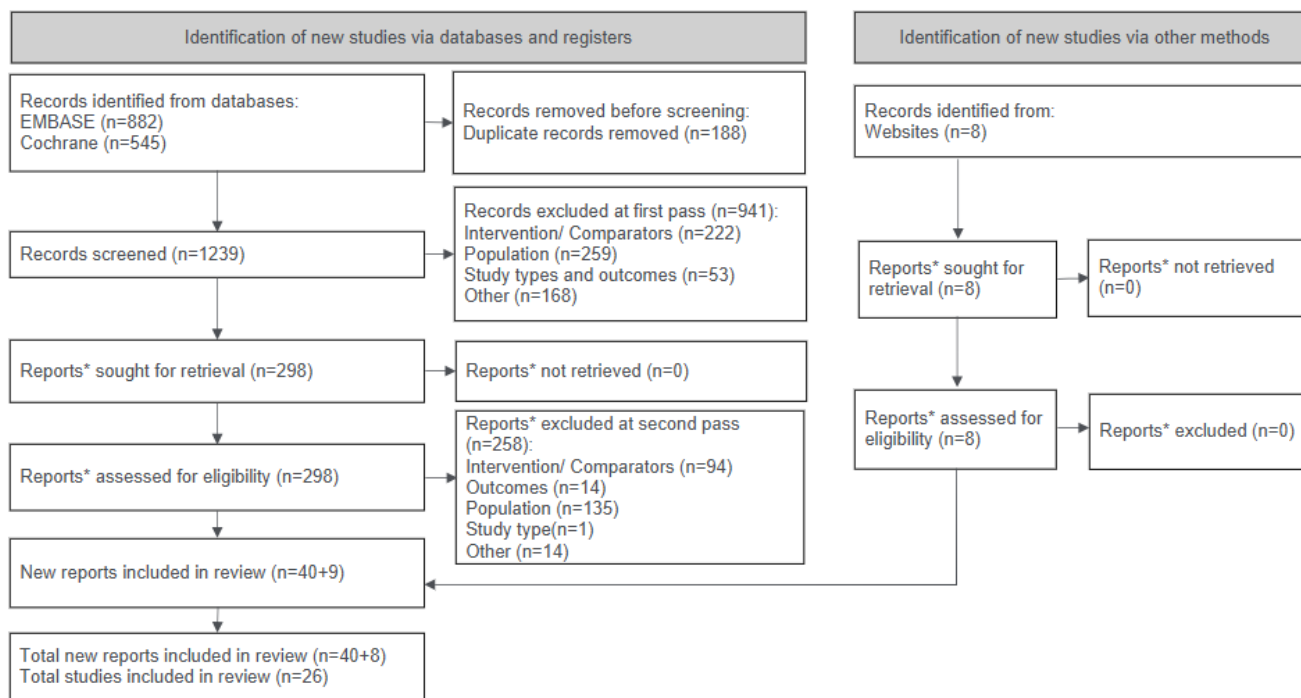 Identification of new studies via databases and registers
Identification of new studies via other methods
Records identified from databases:
EMBASE (n=882)
Cochrane (n=545)
Records removed before screening:
Duplicate records removed (n=188)
Records identified from:
Websites (n=8)
Records screened (n=1239)
Records excluded at first pass (n=941):
Intervention/ Comparators (n=222)
Population (n=259)
Study types and outcomes (n=53)
Other (n=168)
Reports* sought for
retrieval (n=8)
Reports* not retrieved
(n=0)
Reports* sought for retrieval (n=298)
Reports* not retrieved (n=0)
Reports* assessed for eligibility (n=298)
Reports* excluded at second pass
(n=258):
Intervention/ Comparators (n=94)
Outcomes (n=14)
Population (n=135)
Study type(n=1)
Other (n=14)
Reports* assessed for
eligibility (n=8)
Reports* excluded (n=0)
New reports included in review (n=40+9)
Total new reports included in review (n=40+8)
Total studies included in review (n=26)